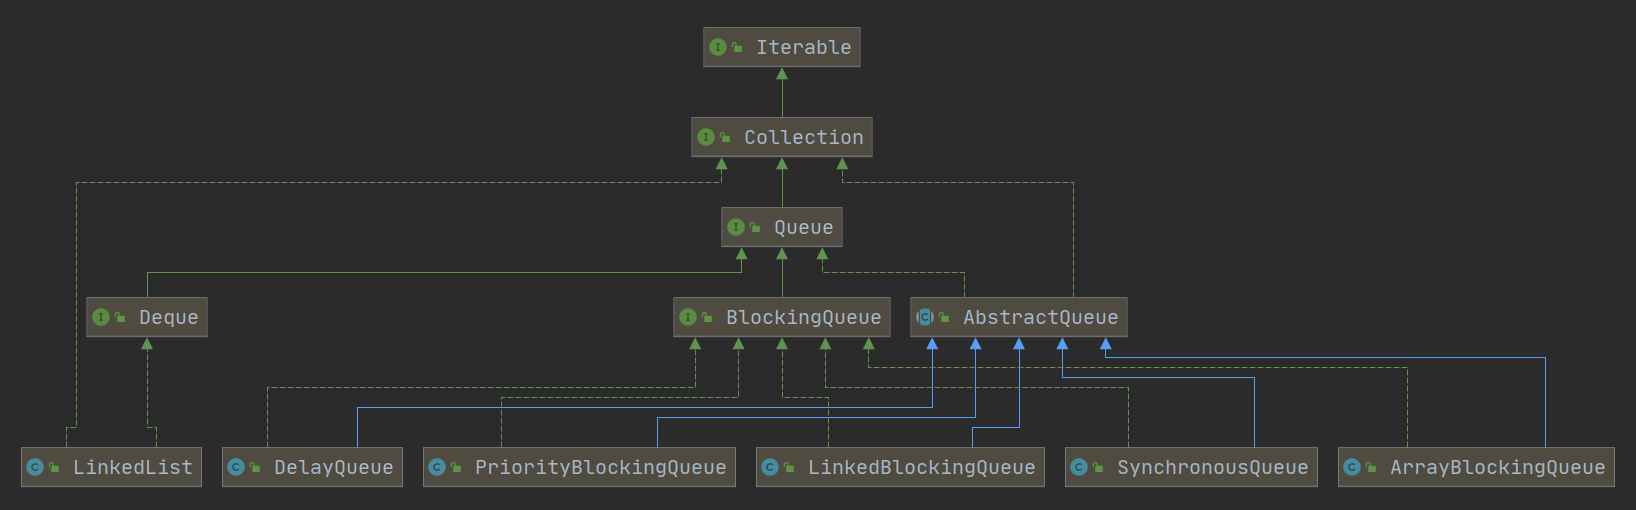 Iterable
Collection
Queue
Deque
BlockingQueue
AbstractQueue
LinkedList
DelayQueue
PriorityBlockingQueue
LinkedBlockingQueue
SynchronousQueue
ArrayBlockingQueue